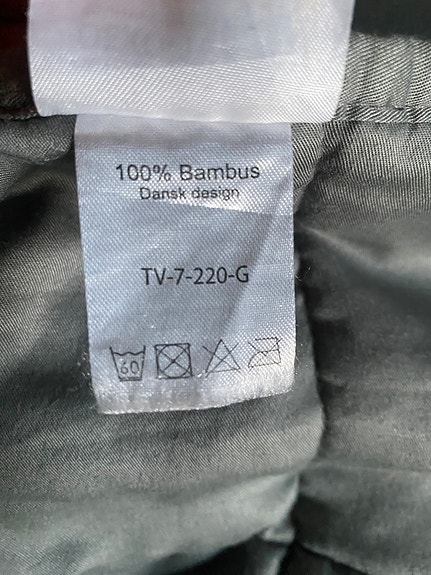 100% Bambus
Dansk design
TV-7-220-G
60